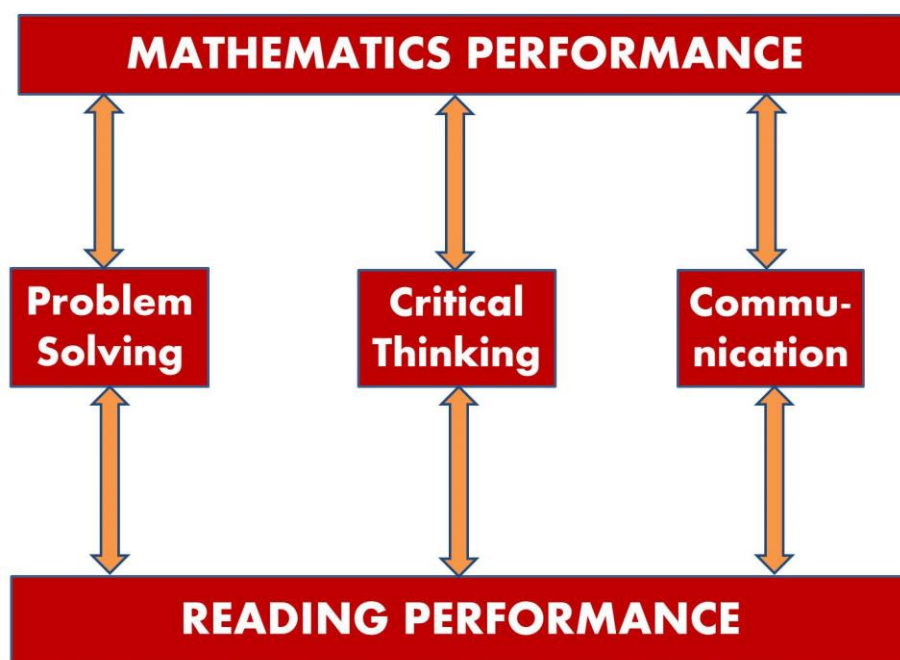 MATHEMATICS PERFORMANCE
Problem
Solving
Critical
Thinking
Commu-
nication
READING PERFORMANCE